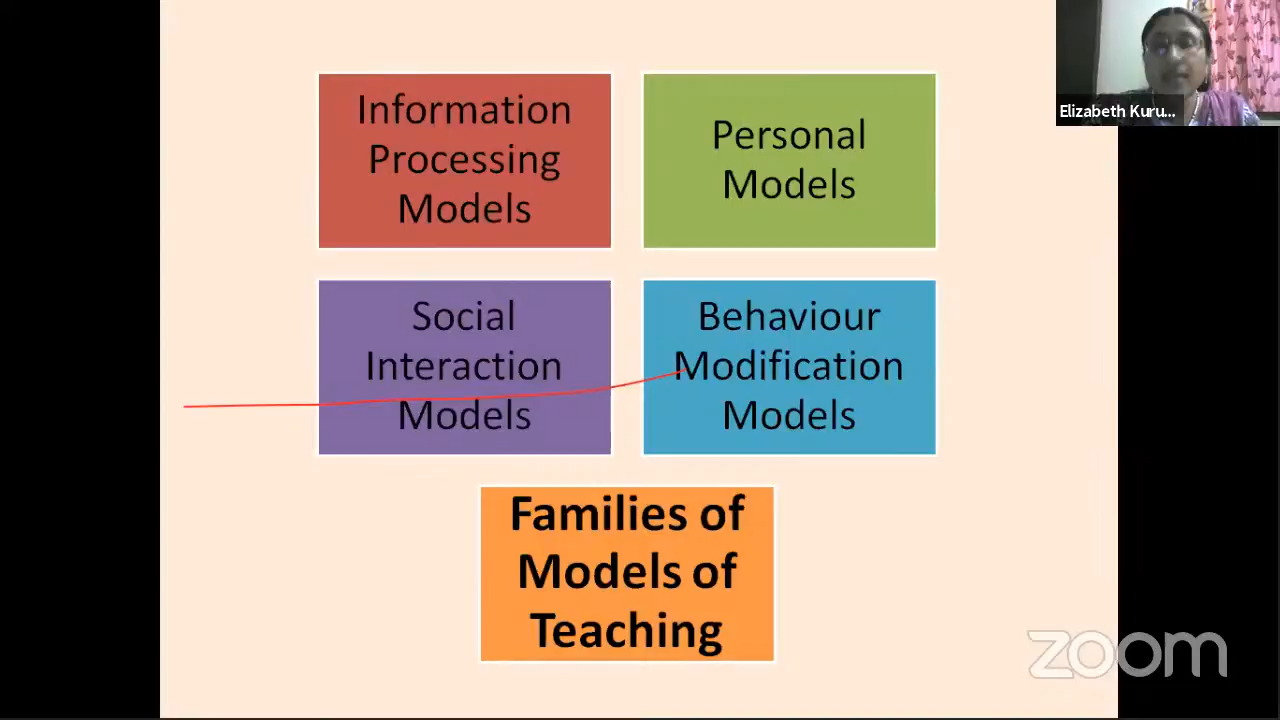 Information
Processing
Models
Personal
Models
Social
Interaction
Models
Behaviour
Modification
Models
Families of
Models of
Teaching
Elizabeth Kuru...
zoom